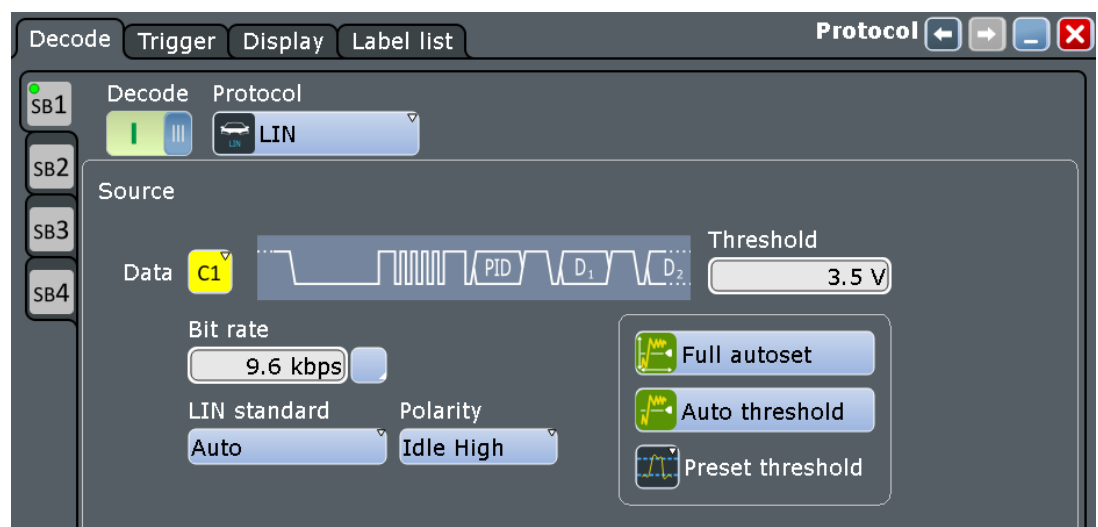 Decode Trigger Display Label list Protocol
SB1 Decode Protocol
LIN LIN
SB2
Source
SB3
Threshold
Data C1 PID D1 D2 3.5 V
SB4
Bit rate
9.6 kbps Full autoset
LIN standard Polarity Auto threshold
Auto Idle High
Preset threshold